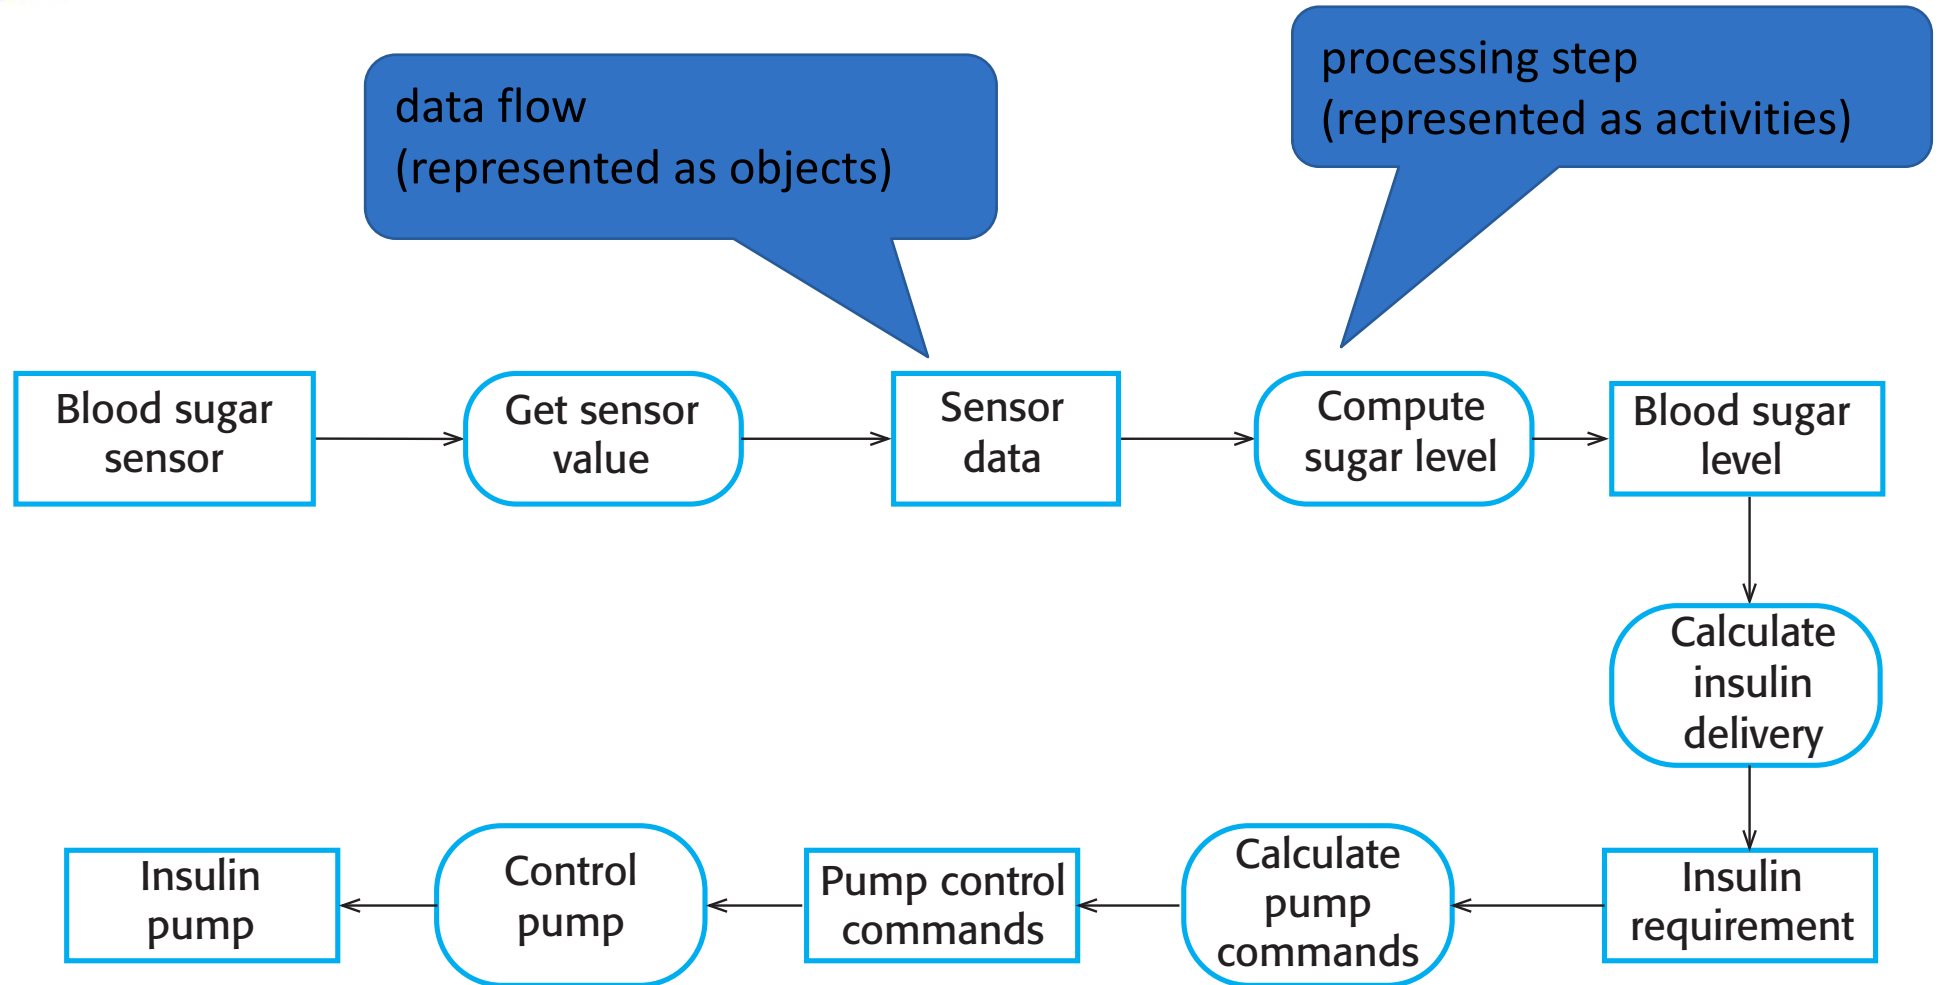 data flow
(represented as objects)
processing step
(represented as activities)
Blood sugar
sensor
Get sensor
value
Sensor
data
Compute
sugar level
Blood sugar
level
Calculate
insulin
delivery
Insulin
requirement
Calculate
pump
commands
Pump control
commands
Control
pump
Insulin
pump